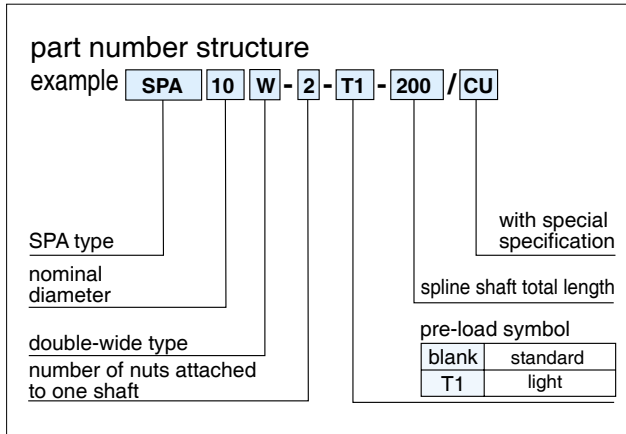 part number structure
example SPA 10 W - 2 - T1 - 200 / CU
with special
specification
SPA type
nominal
diameter
spline shaft total length
double-wide type
pre-load symbol
blank standard
T1 light
number of nuts attached
to one shaft